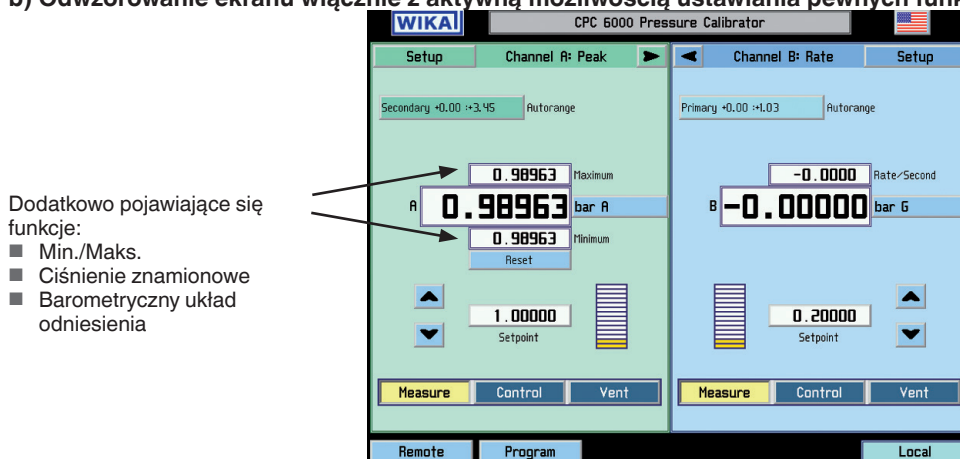 b) Odwzorowanie ekranu włącznie z aktywną możliwością ustawiania pewnych
WIKA
CPC 6000 Pressure Calibrator
Setup
Channel A: Peak
Channel B: Rate
Setup
Secondary +0.00 :+3.45
Autorange
Primary +0.00 :+1.03
Autorange
0.98963 Maximum
-0.0000 Rate/Second
A 0.98963 bar A
B -0.00000 bar G
0.98963 Minimum
Reset
1.00000
Setpoint
0.20000
Setpoint
Measure Control Vent
Measure Control Vent
Remote Program Local
Dodatkowo pojawiające się
funkcje:
■ Min./Maks.
■ Ciśnienie znamionowe
■ Barometryczny układ
odniesienia